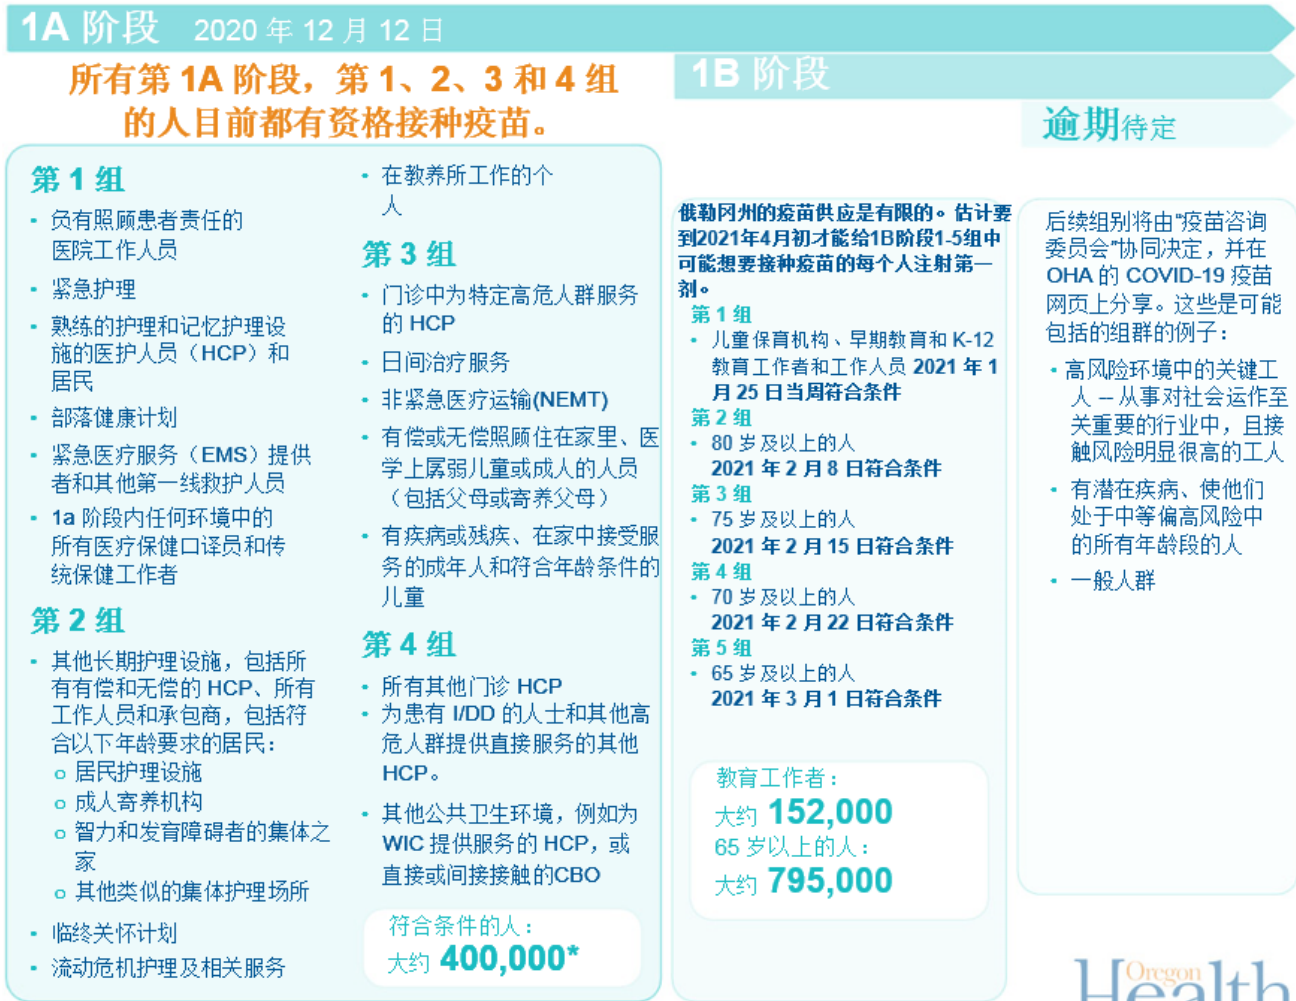 1A 阶段 2020 年 12 月 12 日
所有第 1A 阶段，第 1、2、3 和 4 组
的人目前都有资格接种疫苗。
第 1 组
• 负有照顾患者责任的
医院工作人员
• 紧急护理
• 熟练的护理和记忆护理设
施的医护人员（HCP）和
居民
• 部落健康计划
• 紧急医疗服务（EMS）提供
者和其他第一线救护人员
• 1a 阶段内任何环境中的
所有医疗保健口译员和传
统保健工作者
第 2 组
• 其他长期护理设施，包括所
有有偿和无偿的 HCP、所有
工作人员和承包商，包括符
合以下年龄要求的居民：
o 居民护理设施
o 成人寄养机构
o 智力和发育障碍者的集体之
家
o 其他类似的集体护理场所
• 临终关怀计划
• 流动危机护理及相关服务
• 在教养所工作的个
人
第 3 组
• 门诊中为特定高危人群服务
的 HCP
• 日间治疗服务
• 非紧急医疗运输(NEMT)
• 有偿或无偿照顾住在家里、医
学上孱弱儿童或成人的人员
（包括父母或寄养父母）
• 有疾病或残疾、在家中接受服
务的成年人和符合年龄条件的
儿童
第 4 组
• 所有其他门诊 HCP
• 为患有 I/DD 的人士和其他高
危人群提供直接服务的其他
HCP。
• 其他公共卫生环境，例如为
WIC 提供服务的 HCP，或
直接或间接接触的CBO
符合条件的人：
大约 400,000*
1B 阶段
俄勒冈州的疫苗供应是有限的。估计要
到2021年4月初才能给1B阶段1-5组中
可能想要接种疫苗的每个人注射第一
剂。
第 1 组
• 儿童保育机构、早期教育和 K-12
教育工作者和工作人员 2021 年 1
月 25 日当周符合条件
第 2 组
• 80 岁及以上的人
2021 年 2 月 8 日符合条件
第 3 组
• 75 岁及以上的人
2021 年 2 月 15 日符合条件
第 4 组
• 70 岁及以上的人
2021 年 2 月 22 日符合条件
第 5 组
• 65 岁及以上的人
2021 年 3 月 1 日符合条件
教育工作者：
大约 152,000
65 岁以上的人：
大约 795,000
逾期待定
后续组别将由"疫苗咨询
委员会"协同决定，并在
OHA 的 COVID-19 疫苗
网页上分享。这些是可能
包括的组群的例子：
• 高风险环境中的关键工
人 – 从事对社会运作至
关重要的行业中，且接
触风险明显很高的工人
• 有潜在疾病、使他们
处于中等偏高风险中
的所有年龄段的人
• 一般人群
Oregon
Health